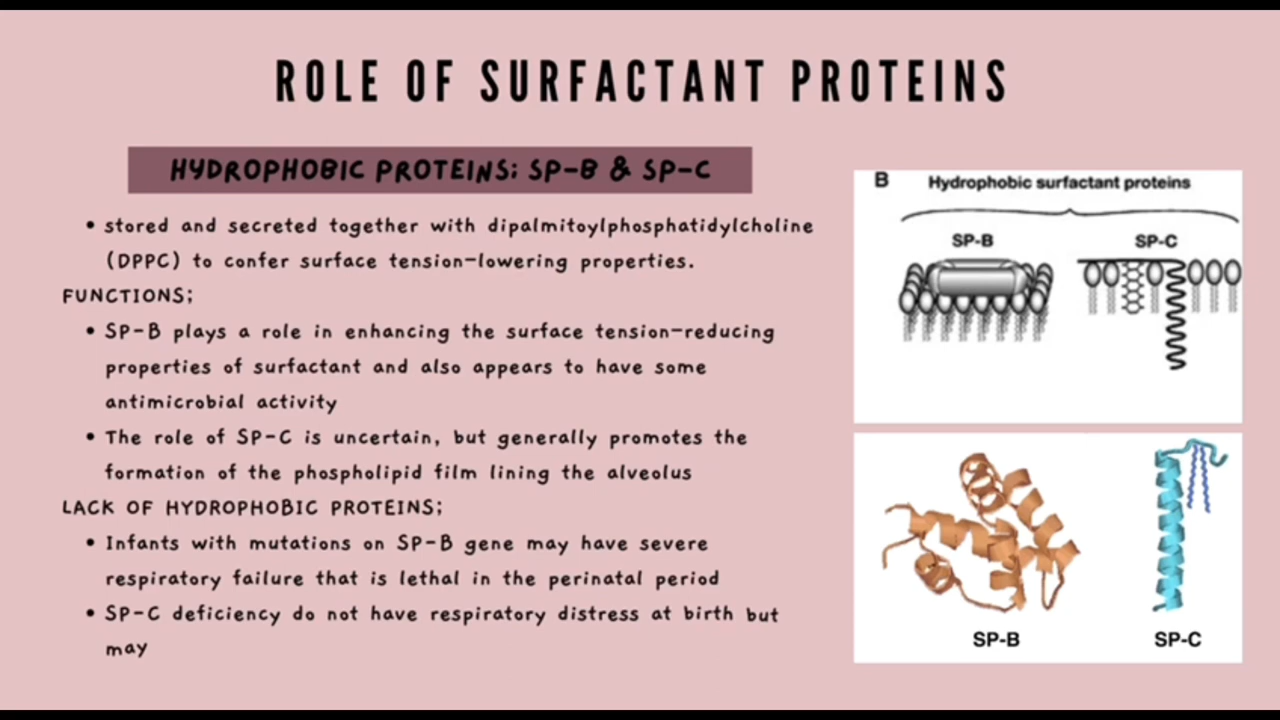 ROLE OF SURFACTANT PROTEINS
HYDROPHOBIC PROTEINS; SP-B & SP-C
• stored and secreted together with dipalmitoylphosphatidylcholine
(DPPC) to confer surface tension-lowering properties.
FUNCTIONS;
• SP-B plays a role in enhancing the surface tension-reducing
properties of surfactant and also appears to have some
antimicrobial activity
• The role of SP-C is uncertain, but generally promotes the
formation of the phospholipid film lining the alveolus
LACK OF HYDROPHOBIC PROTEINS;
• Infants with mutations on SP-B gene may have severe
respiratory failure that is lethal in the perinatal period
• SP-C deficiency do not have respiratory distress at birth but
may
B Hydrophobic surfactant proteins
SP-B SP-C
SP-B SP-C